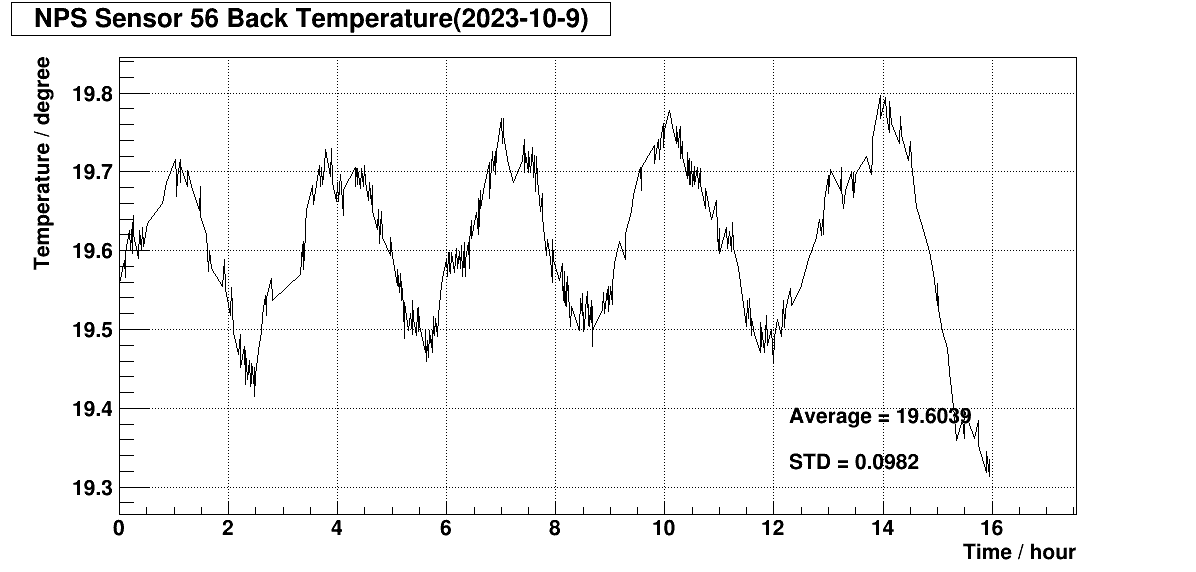 NPS Sensor 56 Back Temperature(2023-10-9)
Temperature / degree
19.8
19.7
19.6
19.5
19.4
19.3
Average = 19.6039
STD = 0.0982
0 2 4 6 8 10 12 14 16
Time / hour